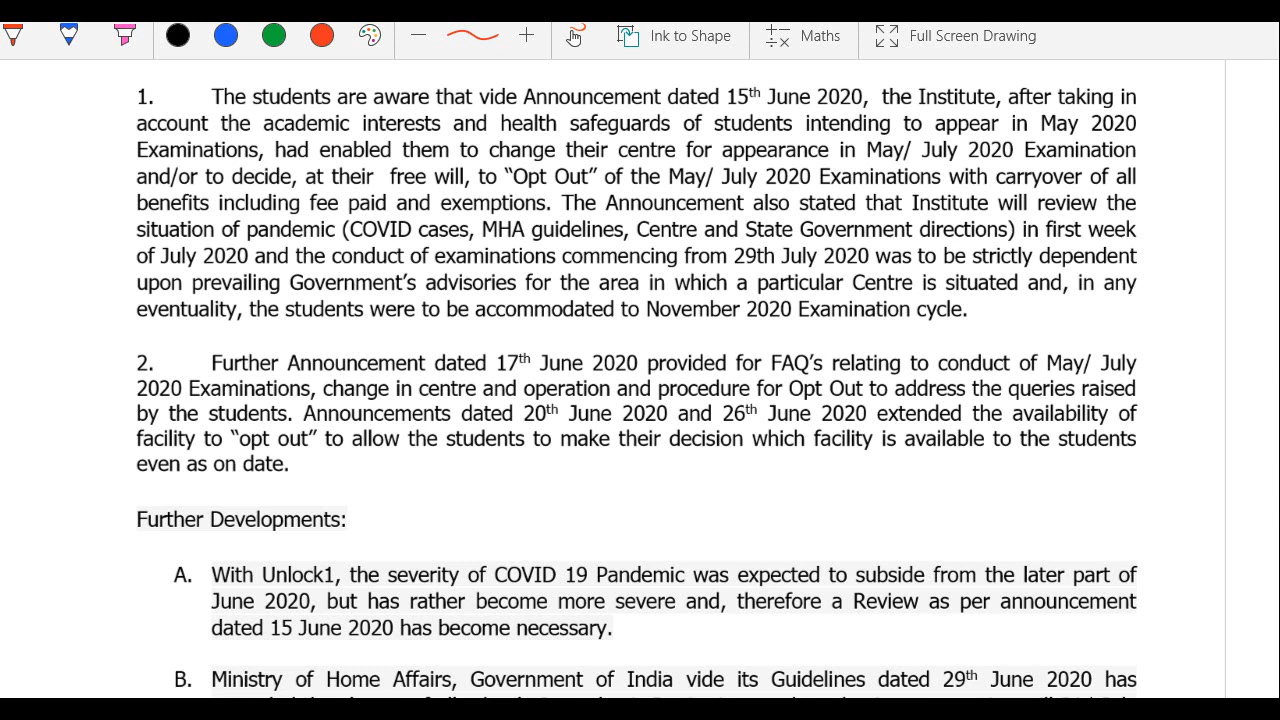 Ink to Shape Maths Full Screen Drawing
1. The students are aware that vide Announcement dated 15th June 2020, the Institute, after taking in
account the academic interests and health safeguards of students intending to appear in May 2020
Examinations, had enabled them to change their centre for appearance in May/ July 2020 Examination
and/or to decide, at their free will, to “Opt Out” of the May/ July 2020 Examinations with carryover of all
benefits including fee paid and exemptions. The Announcement also stated that Institute will review the
situation of pandemic (COVID cases, MHA guidelines, Centre and State Government directions) in first week
of July 2020 and the conduct of examinations commencing from 29th July 2020 was to be strictly dependent
upon prevailing Government’s advisories for the area in which a particular Centre is situated and, in any
eventuality, the students were to be accommodated to November 2020 Examination cycle.
2. Further Announcement dated 17th June 2020 provided for FAQ’s relating to conduct of May/ July
2020 Examinations, change in centre and operation and procedure for Opt Out to address the queries raised
by the students. Announcements dated 20th June 2020 and 26th June 2020 extended the availability of
facility to “opt out” to allow the students to make their decision which facility is available to the students
even as on date.
Further Developments:
A. With Unlock1, the severity of COVID 19 Pandemic was expected to subside from the later part of
June 2020, but has rather become more severe and, therefore a Review as per announcement
dated 15 June 2020 has become necessary.
B. Ministry of Home Affairs, Government of India vide its Guidelines dated 29th June 2020 has